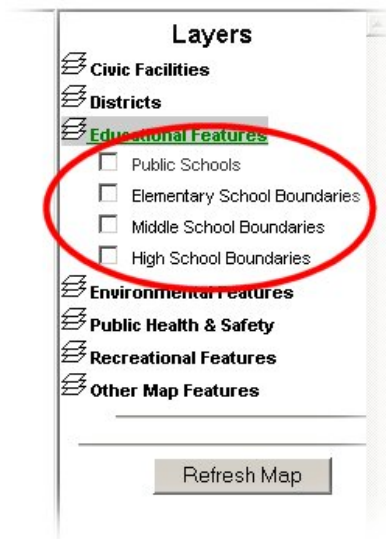 Layers
Civic Facilities
Districts
Educational Features
Public Schools
Elementary School Boundaries
Middle School Boundaries
High School Boundaries
Environmental Features
Public Health & Safety
Recreational Features
Other Map Features
Refresh Map